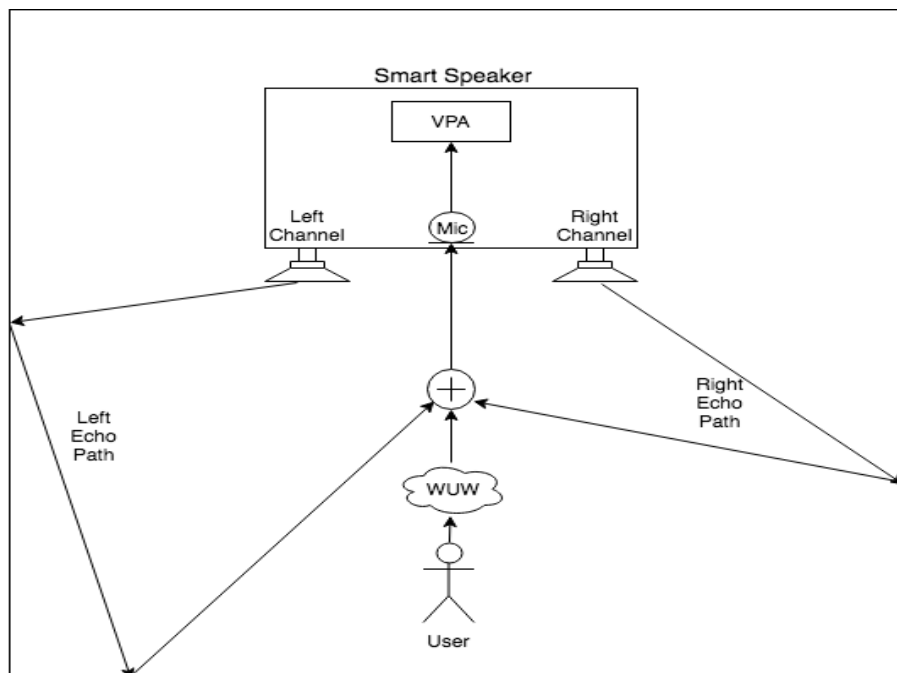 Smart Speaker
VPA
Left
Channel
Mic
Right
Channel
Left
Echo
Path
+
Right
Echo
Path
WUW
User